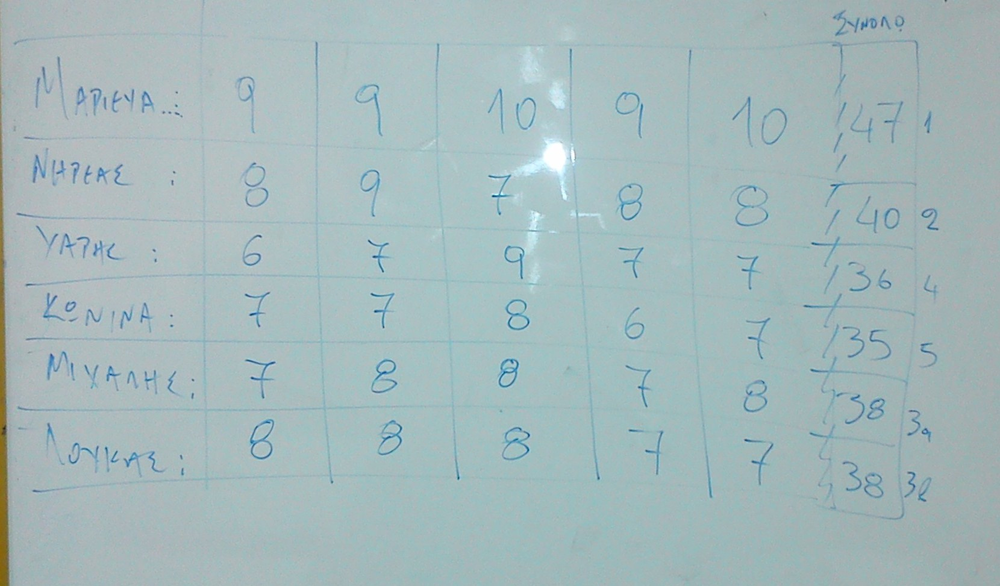 ΣΥΝΟΛΟ
ΜΑΡΙΕΥΑ..: 9 9 10 9 10 47 1
ΝΗΡΕΑΣ : 8 9 7 8 8 40 2
ΥΑΡΗΣ : 6 7 9 7 7 36 4
ΚΩΝΙΝΑ : 7 7 8 6 7 35 5
ΜΙΧΑΛΗΣ : 7 8 8 7 8 38 3α
ΛΟΥΚΑΣ : 8 8 8 7 7 38 3β